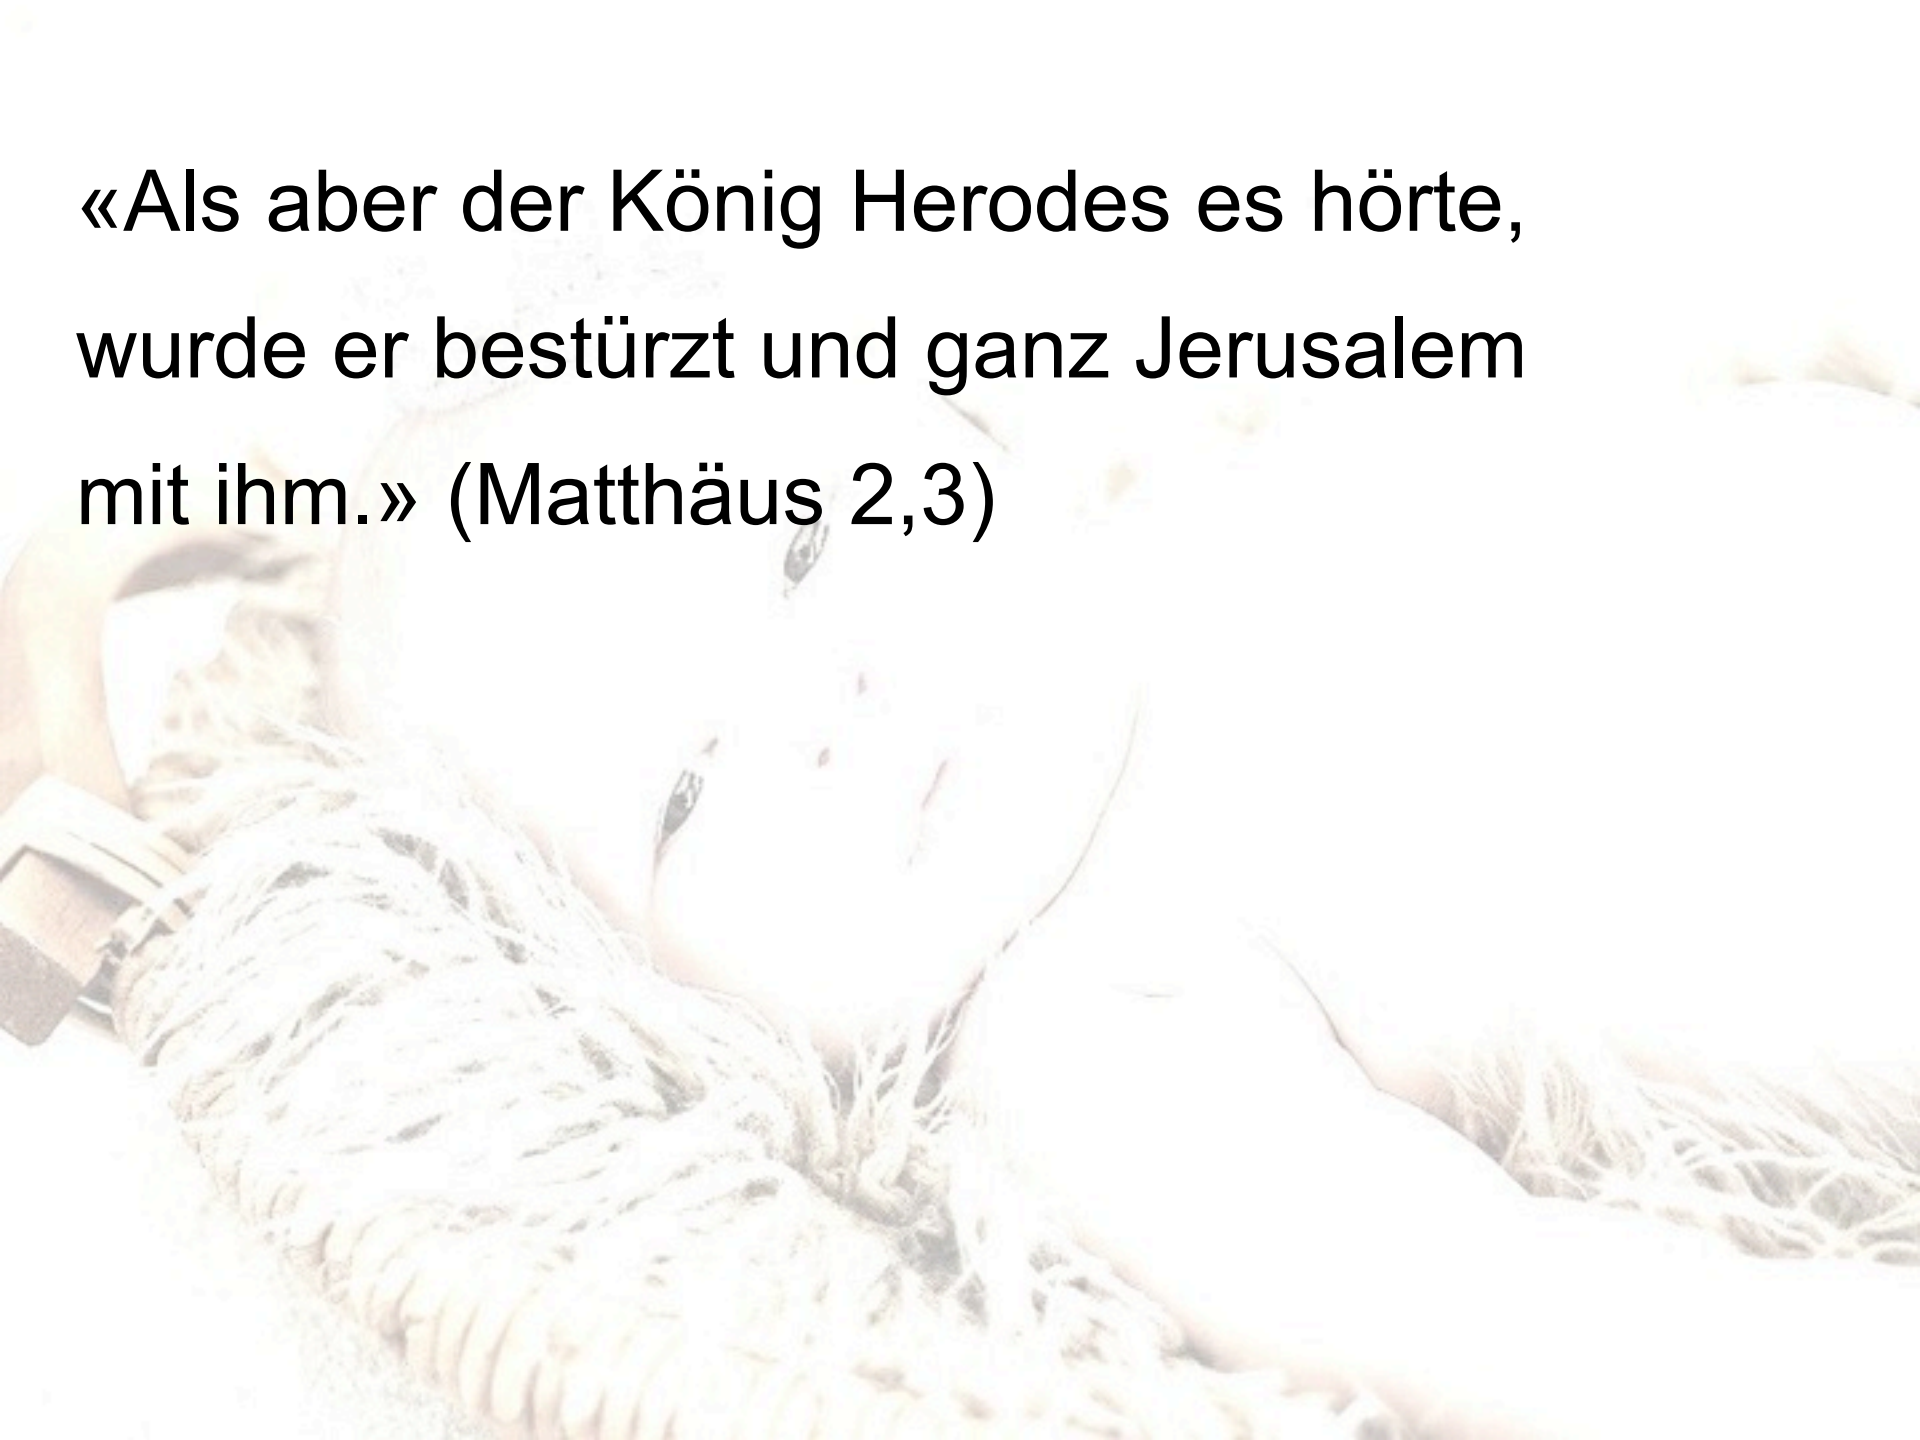 «Als aber der König Herodes es hörte,
wurde er bestürzt und ganz Jerusalem
mit ihm.» (Matthäus 2,3)